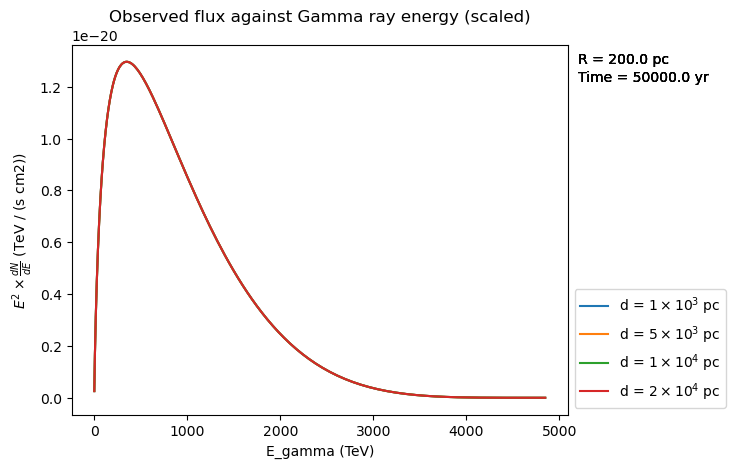 Observed flux against Gamma ray energy (scaled)
1e−20
R = 200.0 pc
Time = 50000.0 yr
1.2
1.0
0.8
0.6
0.4
0.2
0.0
E² × dN/dE (TeV / (s cm2))
d = 1 × 10³ pc
d = 5 × 10³ pc
d = 1 × 10⁴ pc
d = 2 × 10⁴ pc
0 1000 2000 3000 4000 5000
E_gamma (TeV)